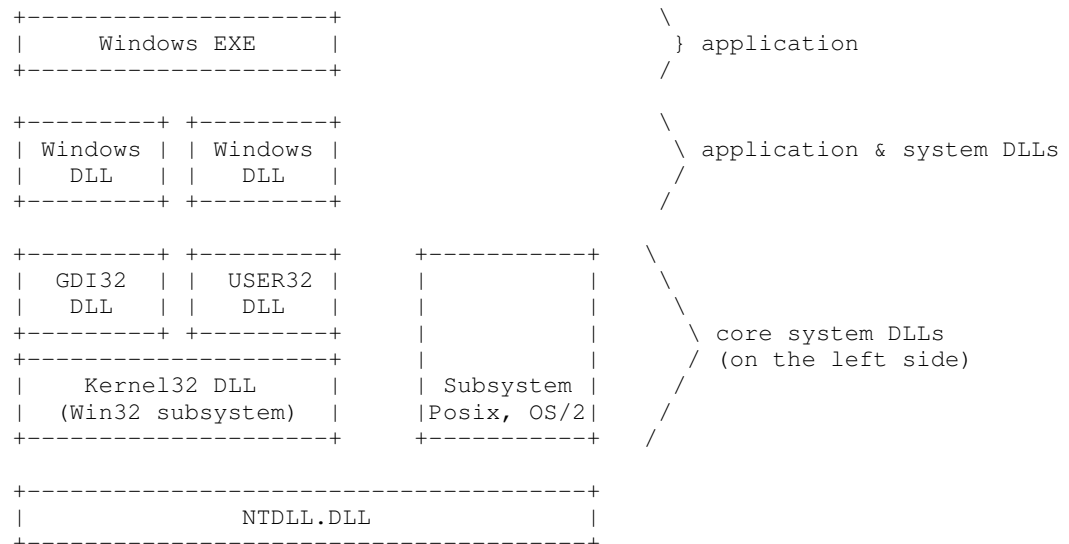 Windows EXE
} application
Windows Windows
DLL DLL
application & system DLLs
GDI32 USER32
DLL DLL
core system DLLs
(on the left side)
Kernel32 DLL Subsystem
(Win32 subsystem) Posix, OS/2
NTDLL.DLL